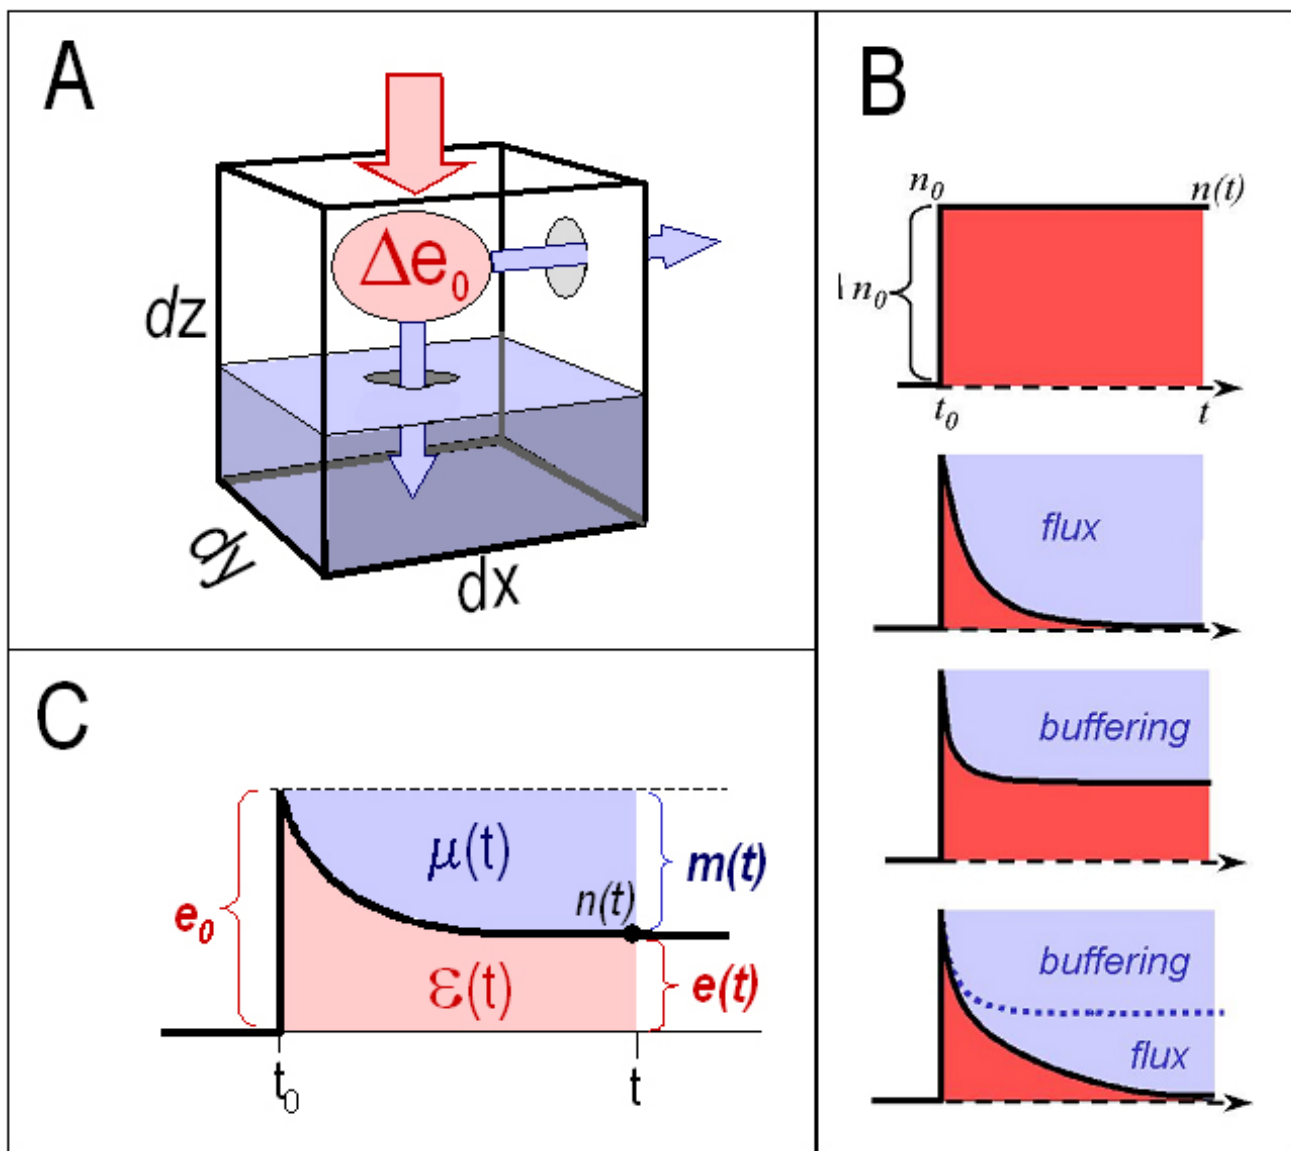 A
Δe₀
dz
dy
dx
B
n₀
n(t)
n₀
t₀
t
flux
buffering
buffering
flux
C
e₀
μ(t)
n(t)
m(t)
ε(t)
e(t)
t₀
t